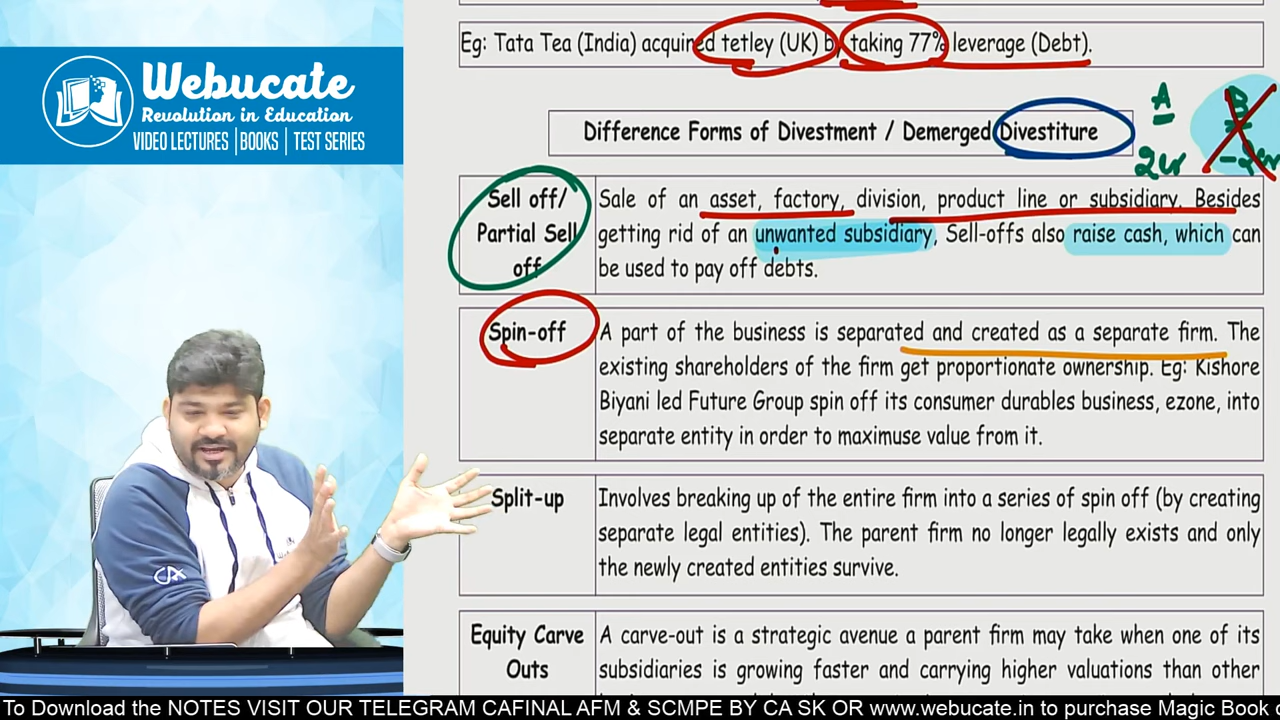 Eg: Tata Tea (India) acquired tetley (UK) by taking 77% leverage (Debt).
Webucate
Revolution in Education
VIDEO LECTURES | BOOKS | TEST SERIES
Difference Forms of Divestment / Demerged Divestiture
A
B
2cr
-2cr
Sell off/
Partial Sell
off
Sale of an asset, factory, division, product line or subsidiary. Besides
getting rid of an unwanted subsidiary, Sell-offs also raise cash, which can
be used to pay off debts.
Spin-off
A part of the business is separated and created as a separate firm. The
existing shareholders of the firm get proportionate ownership. Eg: Kishore
Biyani led Future Group spin off its consumer durables business, ezone, into
separate entity in order to maximuse value from it.
Split-up
Involves breaking up of the entire firm into a series of spin off (by creating
separate legal entities). The parent firm no longer legally exists and only
the newly created entities survive.
Equity Carve
Outs
A carve-out is a strategic avenue a parent firm may take when one of its
subsidiaries is growing faster and carrying higher valuations than other
To Download the NOTES VISIT OUR TELEGRAM CAFINAL AFM & SCMPE BY CA SK OR www.webucate.in to purchase Magic Book